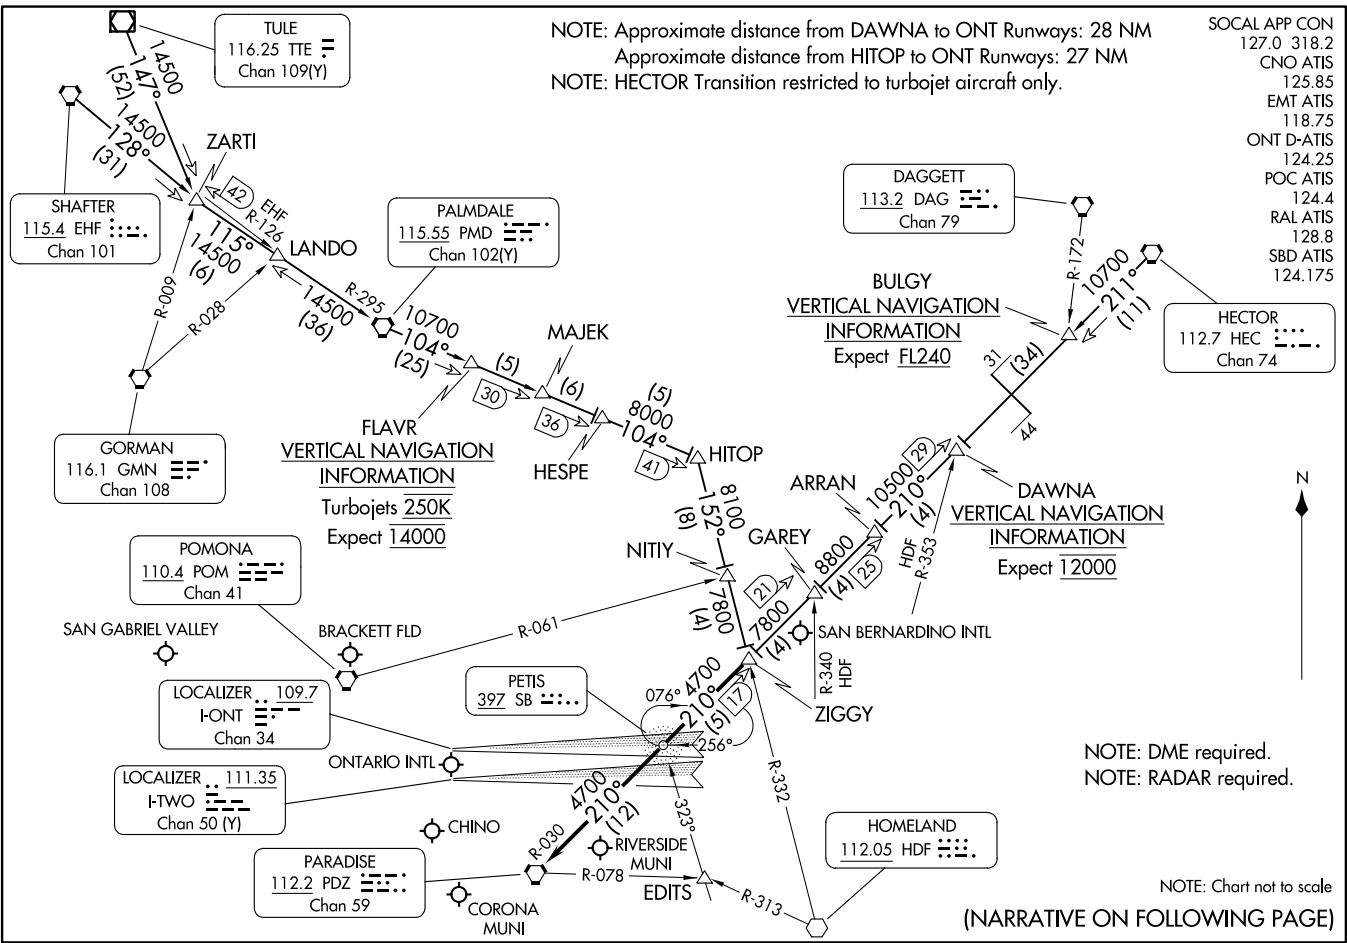 NOTE: Approximate distance from DAWNA to ONT Runways: 28 NM
Approximate distance from HITOP to ONT Runways: 27 NM
NOTE: HECTOR Transition restricted to turbojet aircraft only.
SOCAL APP CON
127.0 318.2
CNO ATIS
125.85
EMT ATIS
118.75
ONT D-ATIS
124.25
POC ATIS
124.4
RAL ATIS
128.8
SBD ATIS
124.175
TULE
116.25 TTE
Chan 109(Y)
14500
147°
(52)
14500
128°
(31)
ZARTI
SHAFTER
115.4 EHF
Chan 101
42
EHF
R-126
LANDO
115°
14500
(6)
R-009
R-028
PALMDALE
115.55 PMD
Chan 102(Y)
R-295
14500
(36)
10700
104°
(25)
GORMAN
116.1 GMN
Chan 108
FLAVR
VERTICAL NAVIGATION
INFORMATION
Turbojets 250K
Expect 14000
(5)
30
MAJEK
(6)
36
HESPE
(5)
8000
104°
41
HITOP
8100
152°
(8)
NITIY
7800
(4)
DAGGETT
113.2 DAG
Chan 79
R-172
BULGY
VERTICAL NAVIGATION
INFORMATION
Expect FL240
10700
211°
(11)
HECTOR
112.7 HEC
Chan 74
31
(34)
44
DAWNA
VERTICAL NAVIGATION
INFORMATION
Expect 12000
29
10500
210°
(4)
HDF
R-353
ARRAN
8800
(4)
25
GAREY
21
7800
(4)
SAN BERNARDINO INTL
R-340
HDF
ZIGGY
POMONA
110.4 POM
Chan 41
R-061
SAN GABRIEL VALLEY
BRACKETT FLD
LOCALIZER 109.7
I-ONT
Chan 34
PETIS
397 SB
076°
4700
210°
(5)
17
256°
ONTARIO INTL
LOCALIZER 111.35
I-TWO
Chan 50 (Y)
4700
210°
(12)
R-030
323°
R-332
CHINO
RIVERSIDE
MUNI
PARADISE
112.2 PDZ
Chan 59
R-078
EDITS
R-313
CORONA
MUNI
HOMELAND
112.05 HDF
N
NOTE: DME required.
NOTE: RADAR required.
NOTE: Chart not to scale
(NARRATIVE ON FOLLOWING PAGE)